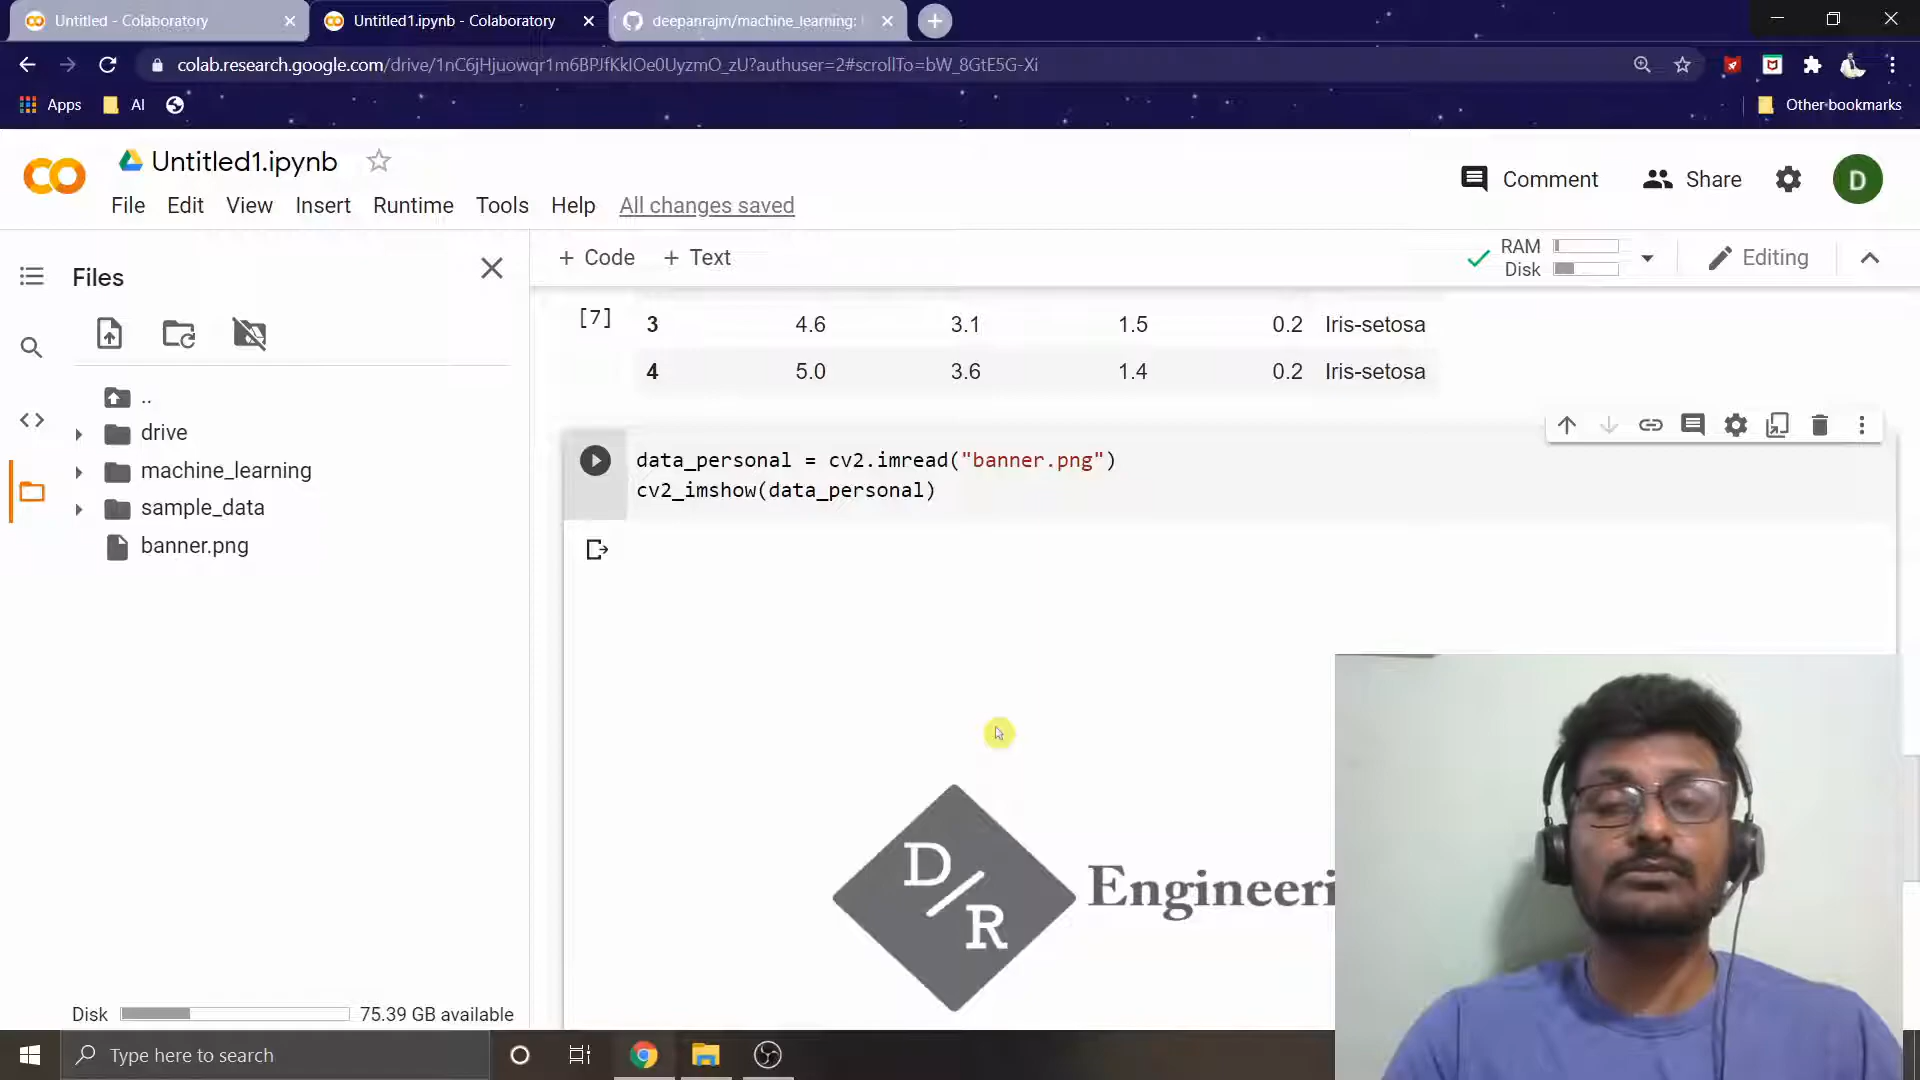 Untitled - Colaboratory
Untitled1.ipynb - Colaboratory
deepanrajm/machine_learning:
colab.research.google.com/drive/1nC6jHjuowqr1m6BPJfKkIOe0UyzmO_zU?authuser=2#scrollTo=bW_8GtE5G-Xi
Apps
AI
Other bookmarks
Untitled1.ipynb
Comment
Share
D
File Edit View Insert Runtime Tools Help All changes saved
Files
+ Code + Text
RAM
Disk
Editing
[7]
3 4.6 3.1 1.5 0.2 Iris-setosa
4 5.0 3.6 1.4 0.2 Iris-setosa
..
drive
machine_learning
sample_data
banner.png
data_personal = cv2.imread("banner.png")
cv2_imshow(data_personal)
D/R
Engineeri
Disk 75.39 GB available
Type here to search